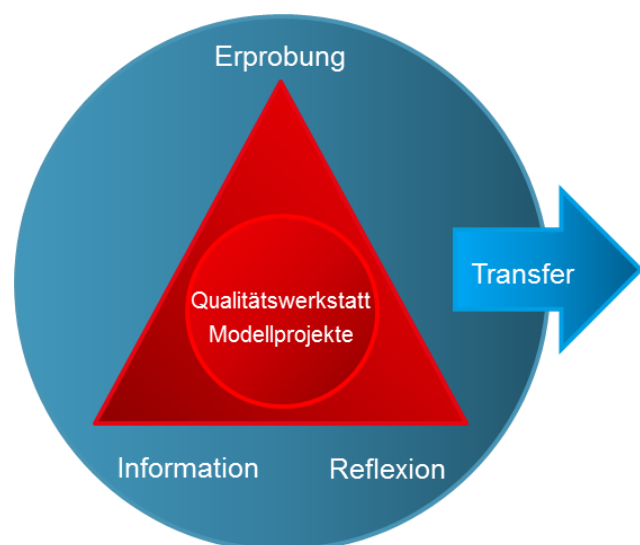 Erprobung
Qualitätswerkstatt
Modellprojekte
Transfer
Information
Reflexion